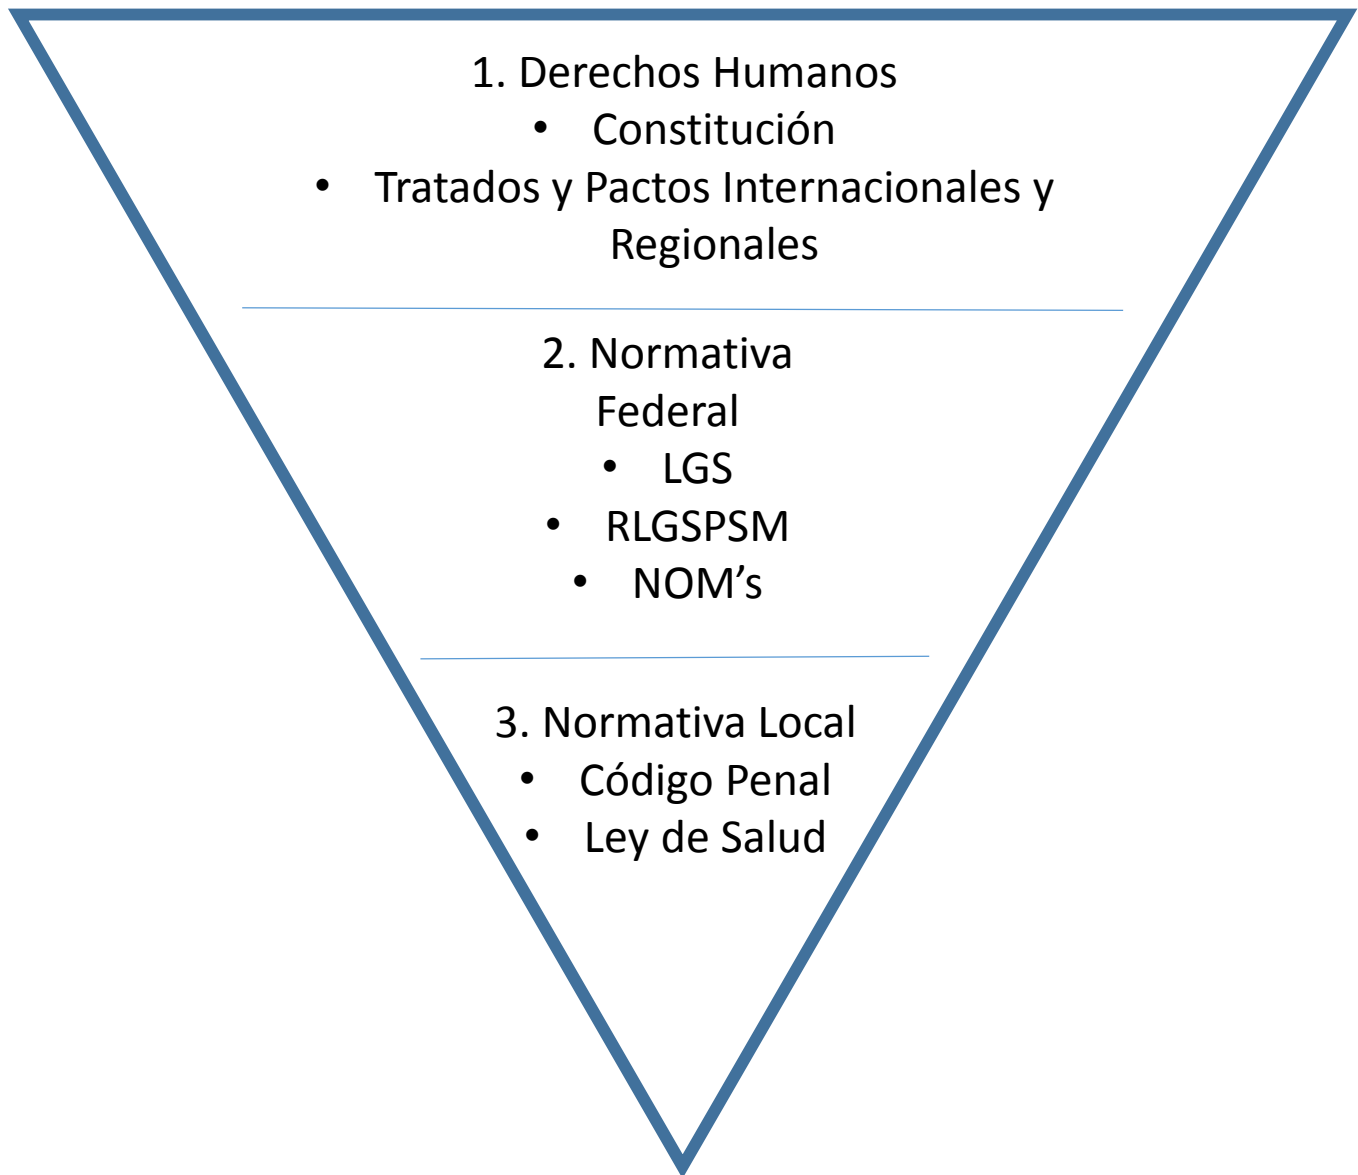 1. Derechos Humanos
• Constitución
• Tratados y Pactos Internacionales y
Regionales
2. Normativa
Federal
• LGS
• RLGSPSM
• NOM’s
3. Normativa Local
• Código Penal
• Ley de Salud